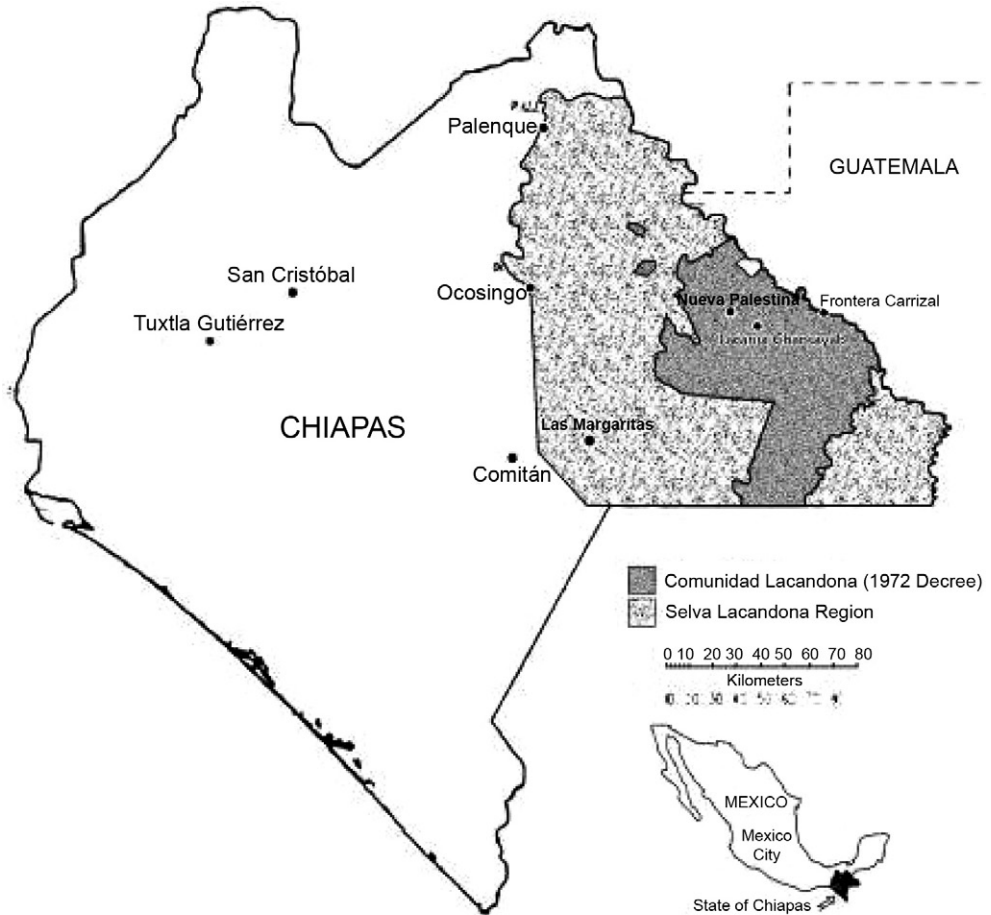 Palenque
GUATEMALA
San Cristóbal
Ocosingo
Nueva Palestina
Frontera Carrizal
Tuxtla Gutiérrez
CHIAPAS
Las Margaritas
Comitán
Comunidad Lacandona (1972 Decree)
Selva Lacandona Region
0 10 20 30 40 50 60 70 80
Kilometers
MEXICO
Mexico
City
State of Chiapas